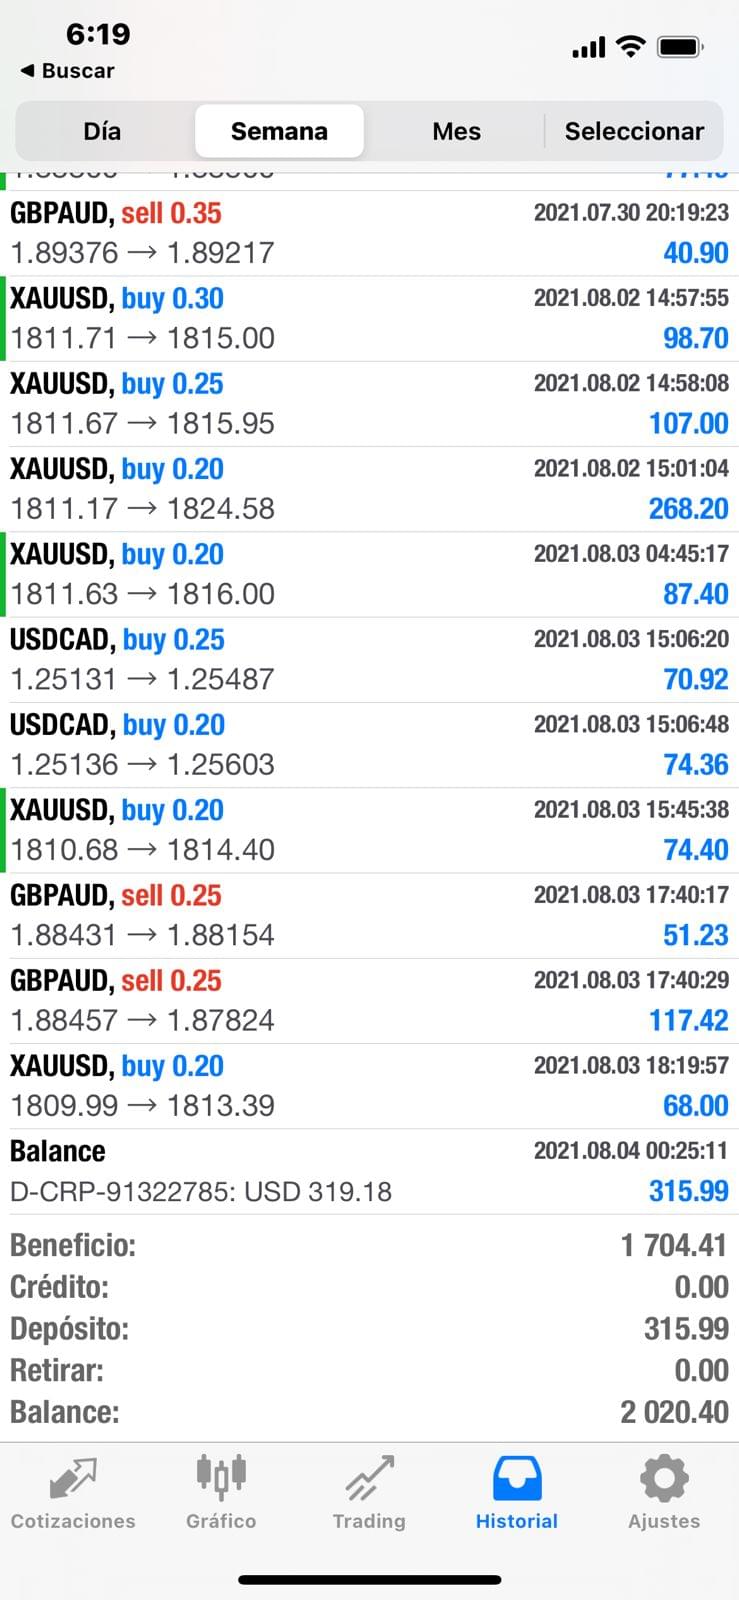 6:19
◀ Buscar
Día Semana Mes Seleccionar
GBPAUD, sell 0.35 2021.07.30 20:19:23
1.89376 → 1.89217 40.90
XAUUSD, buy 0.30 2021.08.02 14:57:55
1811.71 → 1815.00 98.70
XAUUSD, buy 0.25 2021.08.02 14:58:08
1811.67 → 1815.95 107.00
XAUUSD, buy 0.20 2021.08.02 15:01:04
1811.17 → 1824.58 268.20
XAUUSD, buy 0.20 2021.08.03 04:45:17
1811.63 → 1816.00 87.40
USDCAD, buy 0.25 2021.08.03 15:06:20
1.25131 → 1.25487 70.92
USDCAD, buy 0.20 2021.08.03 15:06:48
1.25136 → 1.25603 74.36
XAUUSD, buy 0.20 2021.08.03 15:45:38
1810.68 → 1814.40 74.40
GBPAUD, sell 0.25 2021.08.03 17:40:17
1.88431 → 1.88154 51.23
GBPAUD, sell 0.25 2021.08.03 17:40:29
1.88457 → 1.87824 117.42
XAUUSD, buy 0.20 2021.08.03 18:19:57
1809.99 → 1813.39 68.00
Balance 2021.08.04 00:25:11
D-CRP-91322785: USD 319.18 315.99
Beneficio: 1 704.41
Crédito: 0.00
Depósito: 315.99
Retirar: 0.00
Balance: 2 020.40
Cotizaciones Gráfico Trading Historial Ajustes